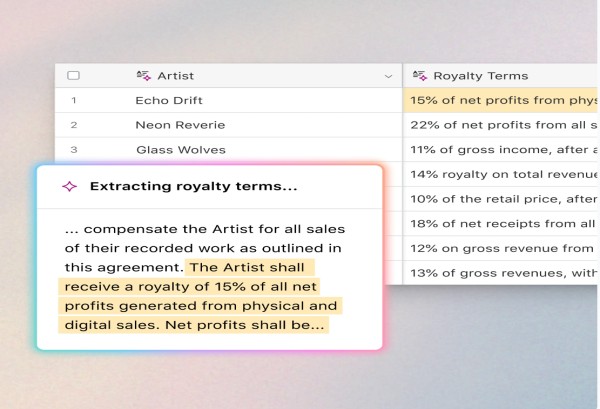 Artist Royalty Terms
1 Echo Drift 15% of net profits from phys
2 Neon Reverie 22% of net profits from all s
3 Glass Wolves 11% of gross income, after a
14% royalty on total revenue
10% of the retail price, after
18% of net receipts from all
12% on gross revenue from
13% of gross revenues, with
Extracting royalty terms...
... compensate the Artist for all sales
of their recorded work as outlined in
this agreement. The Artist shall
receive a royalty of 15% of all net
profits generated from physical and
digital sales. Net profits shall be...